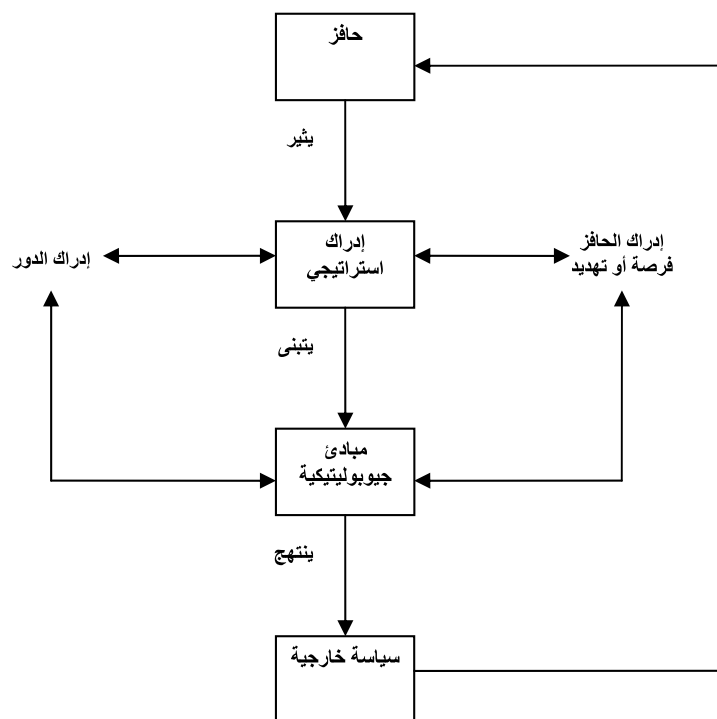 حافز
يثير
إدراك
استراتيجي
إدراك الحافز
فرصة أو تهديد
إدراك الدور
يتبنى
مبادئ
جيوبوليتيكية
ينتهج
سياسة خارجية